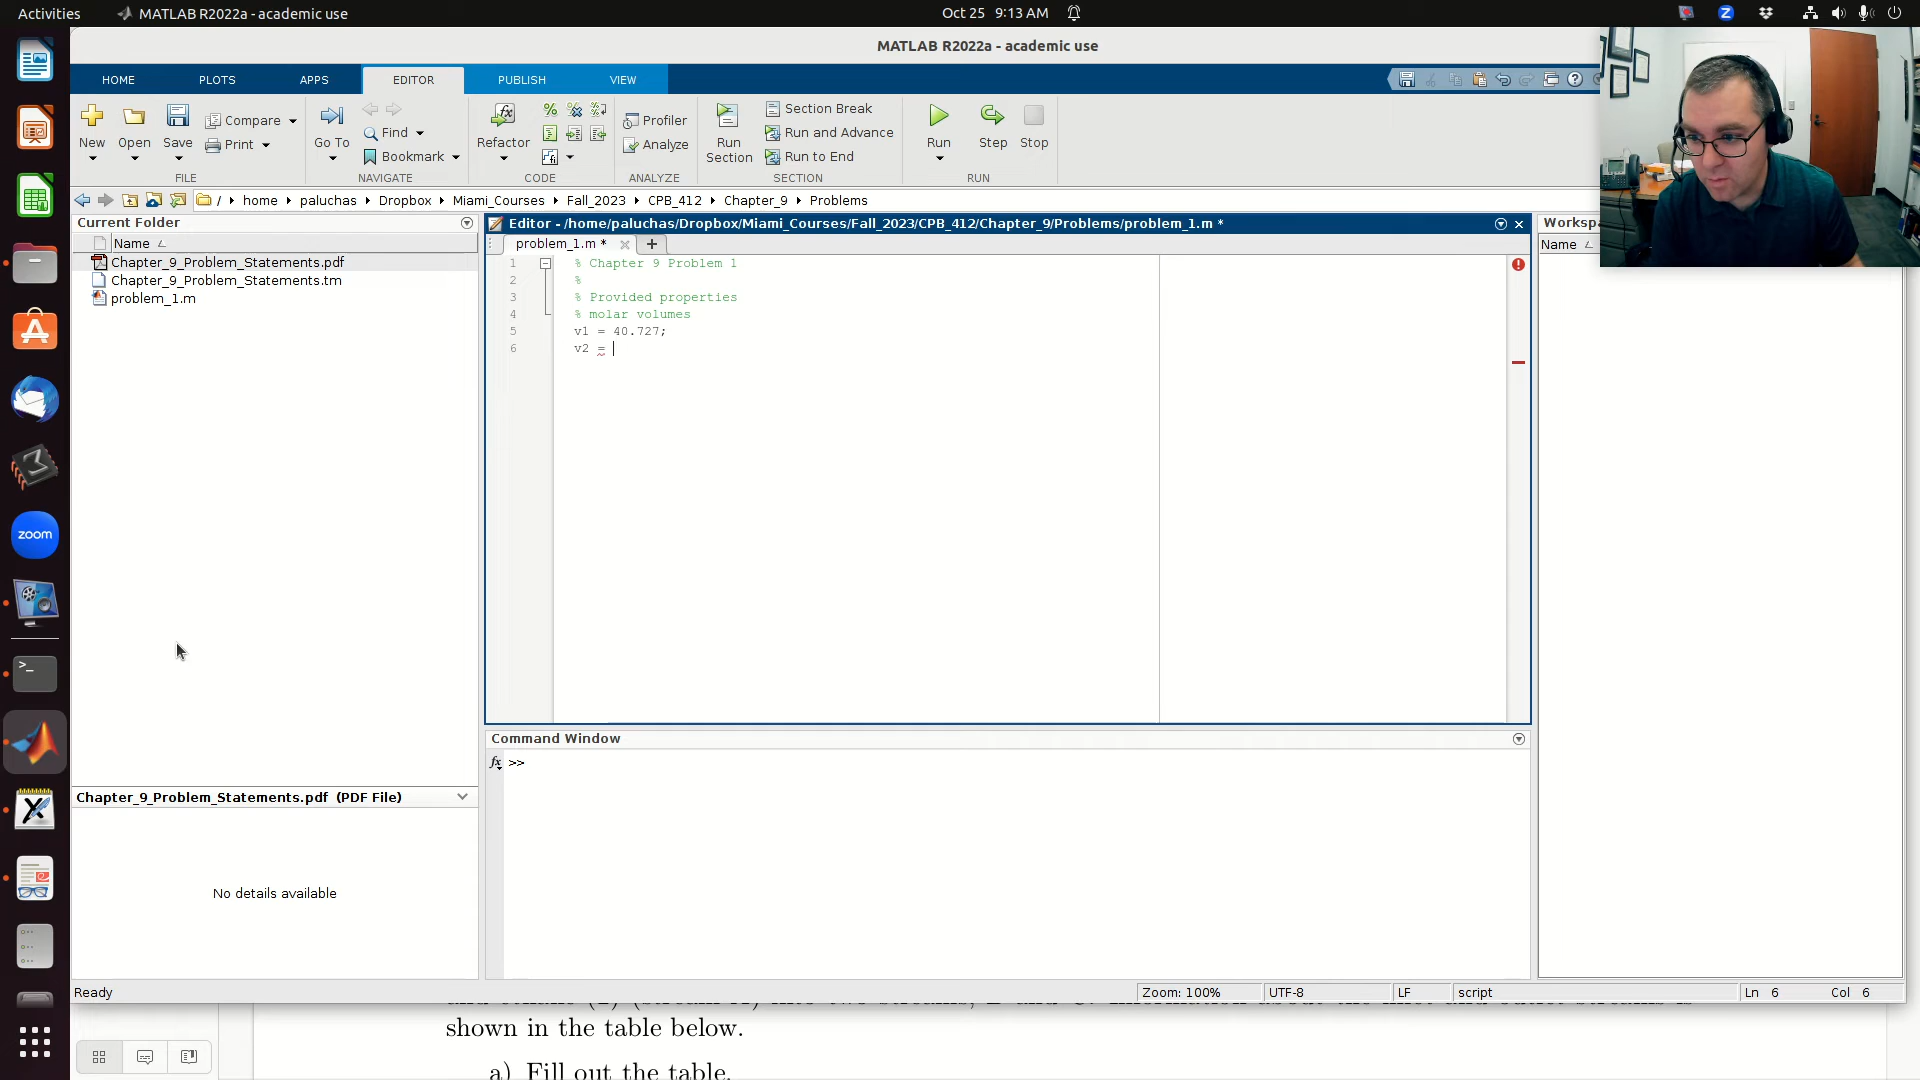 Activities
MATLAB R2022a - academic use
Oct 25 9:13 AM
MATLAB R2022a - academic use
HOME
PLOTS
APPS
EDITOR
PUBLISH
VIEW
New
Open
Save
Compare
Print
FILE
Go To
Find
Bookmark
NAVIGATE
Refactor
CODE
Profiler
Analyze
ANALYZE
Run Section
Section Break
Run and Advance
Run to End
SECTION
Run
Step
Stop
RUN
/ home Paluchas Dropbox Miami_Courses Fall_2023 CPB_412 Chapter_9 Problems
Current Folder
Name
Chapter_9_Problem_Statements.pdf
Chapter_9_Problem_Statements.tm
problem_1.m
Editor - /home/paluchas/Dropbox/Miami_Courses/Fall_2023/CPB_412/Chapter_9/Problems/problem_1.m *
problem_1.m *
1 % Chapter 9 Problem 1
2 %
3 % Provided properties
4 % molar volumes
5 v1 = 40.727;
6 v2 =
Name
Command Window
fx >>
Chapter_9_Problem_Statements.pdf (PDF File)
No details available
Ready
Zoom: 100%
UTF-8
LF
script
Ln 6
Col 6
zoom
shown in the table below.
a) Fill out the table.